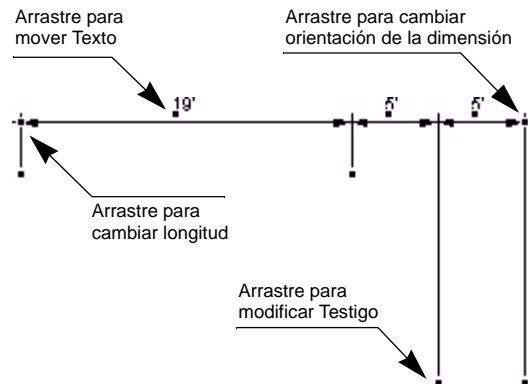 Arrastre para
mover Texto
Arrastre para cambiar
orientación de la dimensión
19'
5'
5'
Arrastre para
cambiar longitud
Arrastre para
modificar Testigo